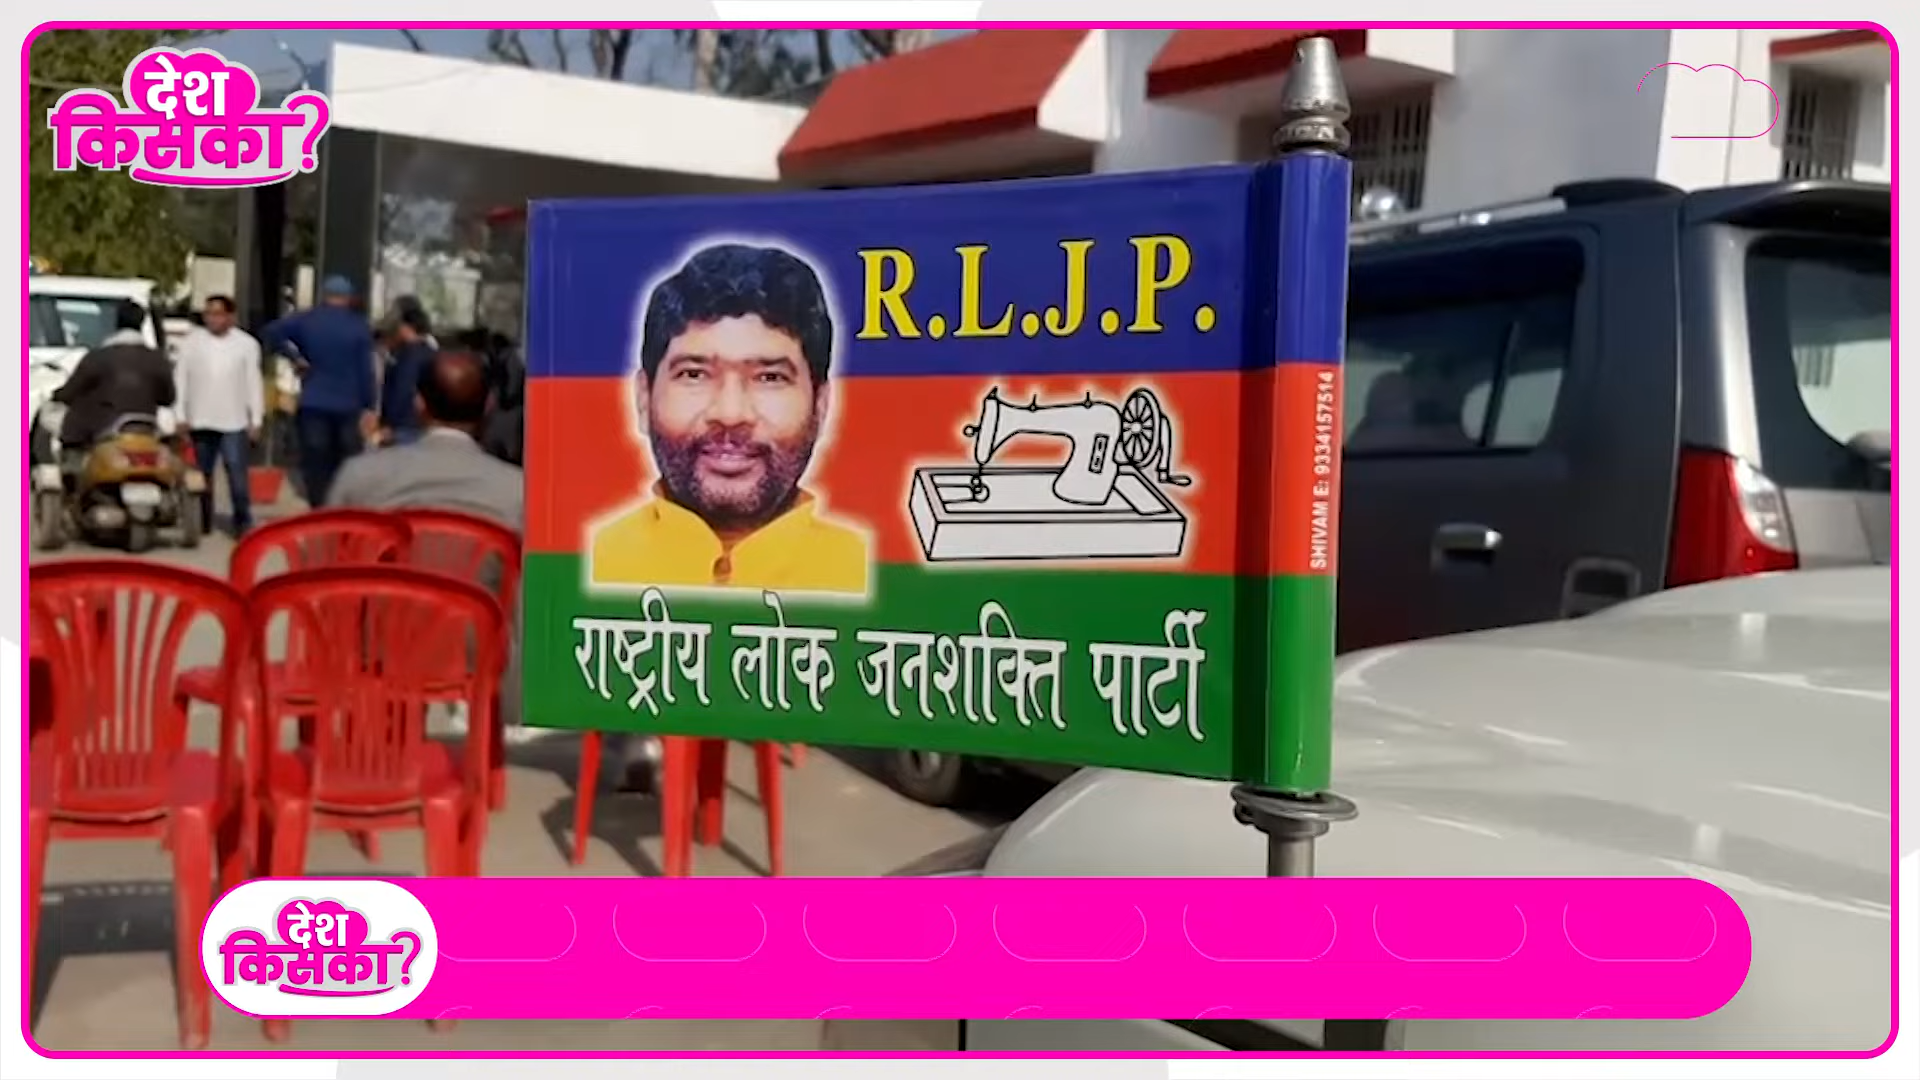 देश
किसका?
R.L.J.P.
राष्ट्रीय लोक जनशक्ति पार्टी
SHIVAM E: 9334157514
देश
किसका?